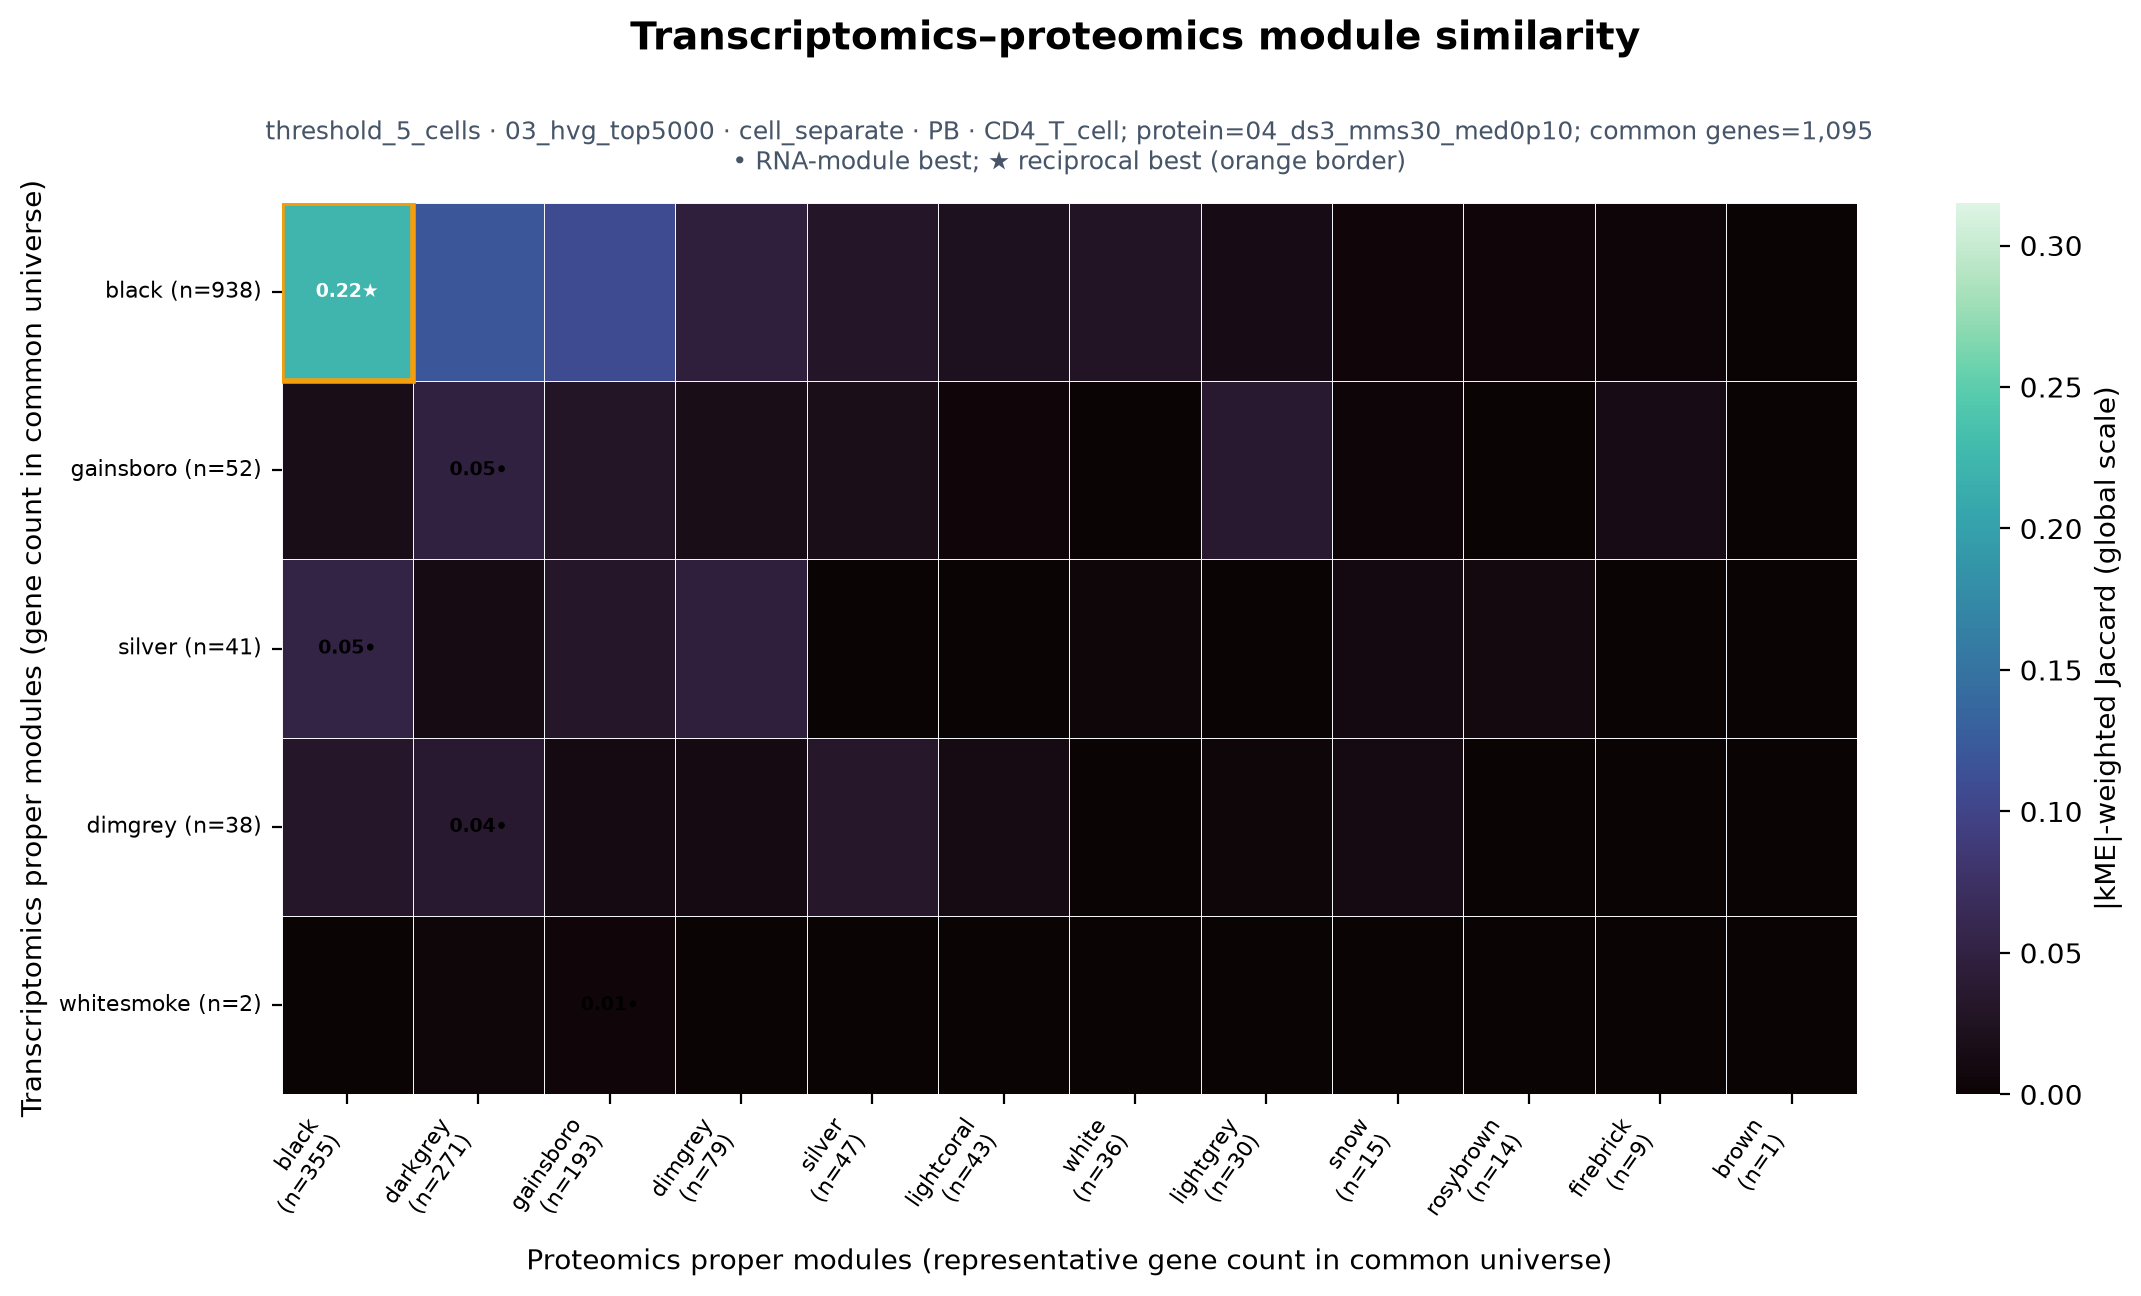 Transcriptomics–proteomics module similarity
threshold_5_cells · 03_hvg_top5000 · cell_separate · PB · CD4_T_cell; protein=04_ds3_mms30_med0p10; common genes=1,095
• RNA-module best; ★ reciprocal best (orange border)
Transcriptomics proper modules (gene count in common universe)
black (n=938)
gainsboro (n=52)
silver (n=41)
dimgrey (n=38)
whitesmoke (n=2)
0.22★
0.05•
0.05•
0.04•
0.01•
black
(n=355)
darkgrey
(n=271)
gainsboro
(n=193)
dimgrey
(n=79)
silver
(n=47)
lightcoral
(n=43)
white
(n=36)
lightgrey
(n=30)
snow
(n=15)
rosybrown
(n=14)
firebrick
(n=9)
brown
(n=1)
Proteomics proper modules (representative gene count in common universe)
0.30
0.25
0.20
0.15
0.10
0.05
0.00
|kME|-weighted Jaccard (global scale)